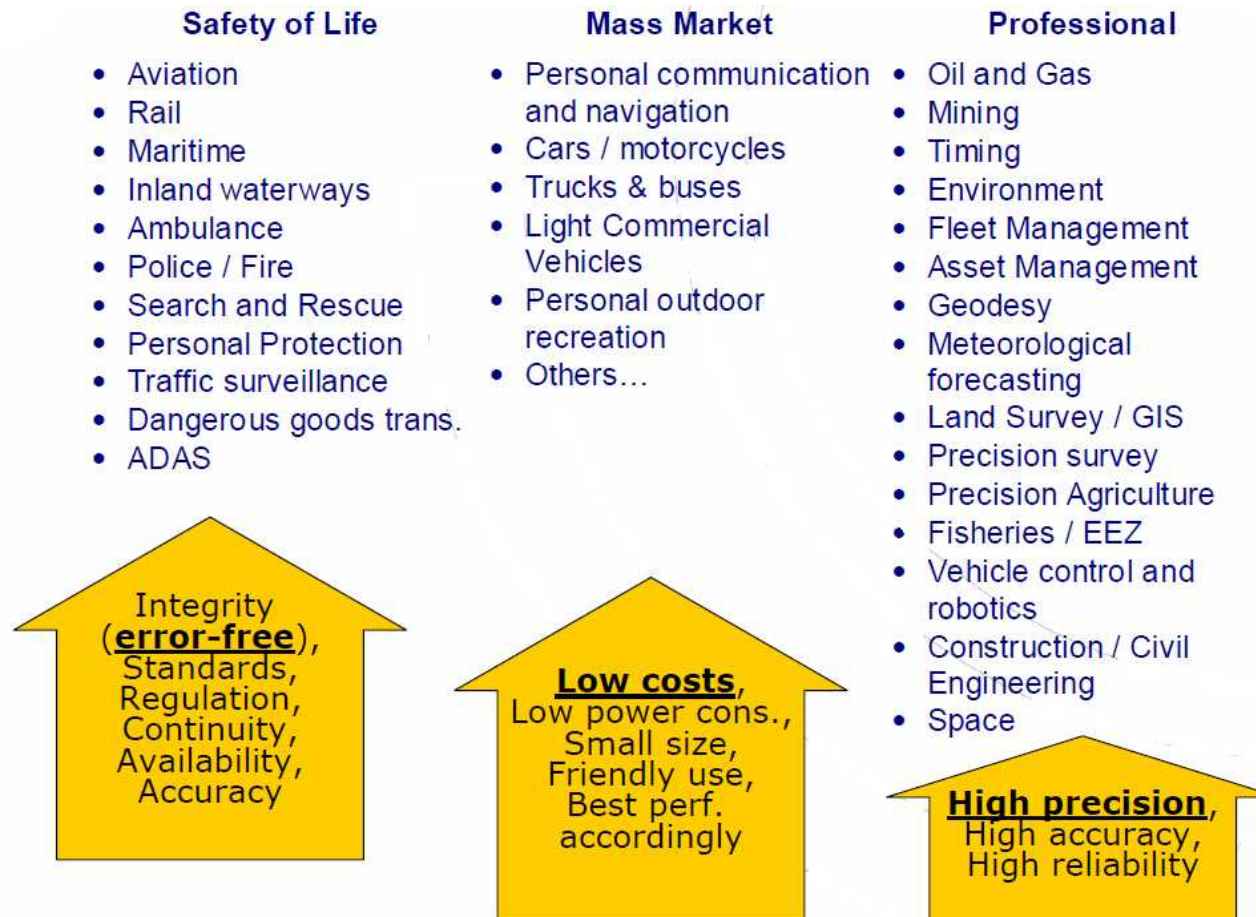 Safety of Life
• Aviation
• Rail
• Maritime
• Inland waterways
• Ambulance
• Police / Fire
• Search and Rescue
• Personal Protection
• Traffic surveillance
• Dangerous goods trans.
• ADAS
Integrity
(error-free),
Standards,
Regulation,
Continuity,
Availability,
Accuracy
Mass Market
• Personal communication
and navigation
• Cars / motorcycles
• Trucks & buses
• Light Commercial
Vehicles
• Personal outdoor
recreation
• Others...
Low costs,
Low power cons.,
Small size,
Friendly use,
Best perf.
accordingly
Professional
• Oil and Gas
• Mining
• Timing
• Environment
• Fleet Management
• Asset Management
• Geodesy
• Meteorological
forecasting
• Land Survey / GIS
• Precision survey
• Precision Agriculture
• Fisheries / EEZ
• Vehicle control and
robotics
• Construction / Civil
Engineering
• Space
High precision,
High accuracy,
High reliability